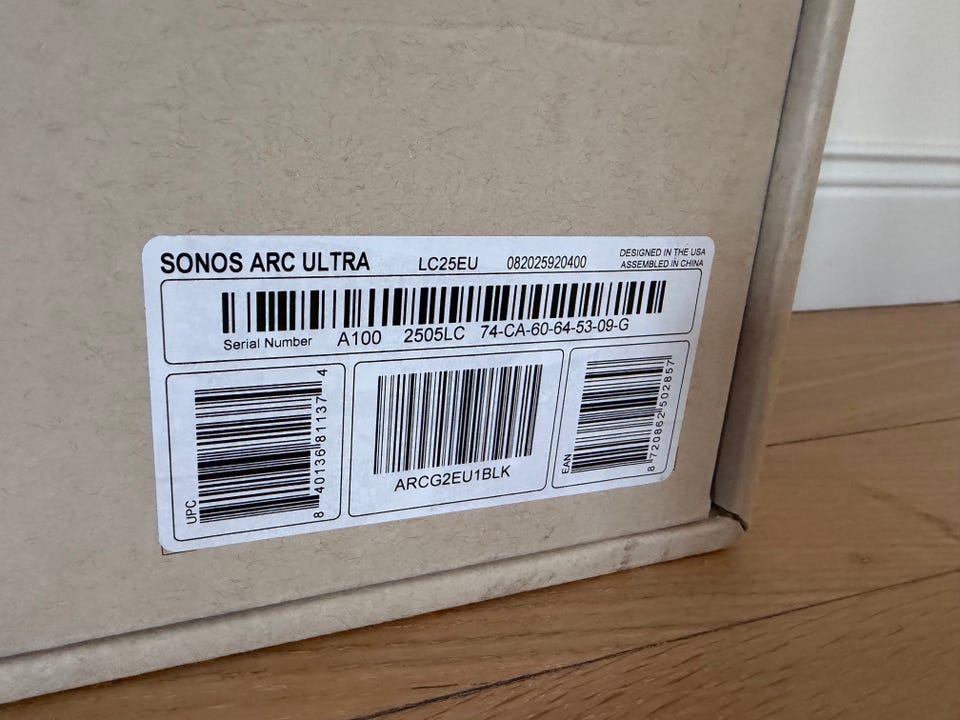 SONOS ARC ULTRA LC25EU 082025920400 DESIGNED IN THE USA
ASSEMBLED IN CHINA
Serial Number A100 2505LC 74-CA-60-64-53-09-G
UPC 8 40136 81137 4
ARCG2EU1BLK
EAN 8 720862 502857